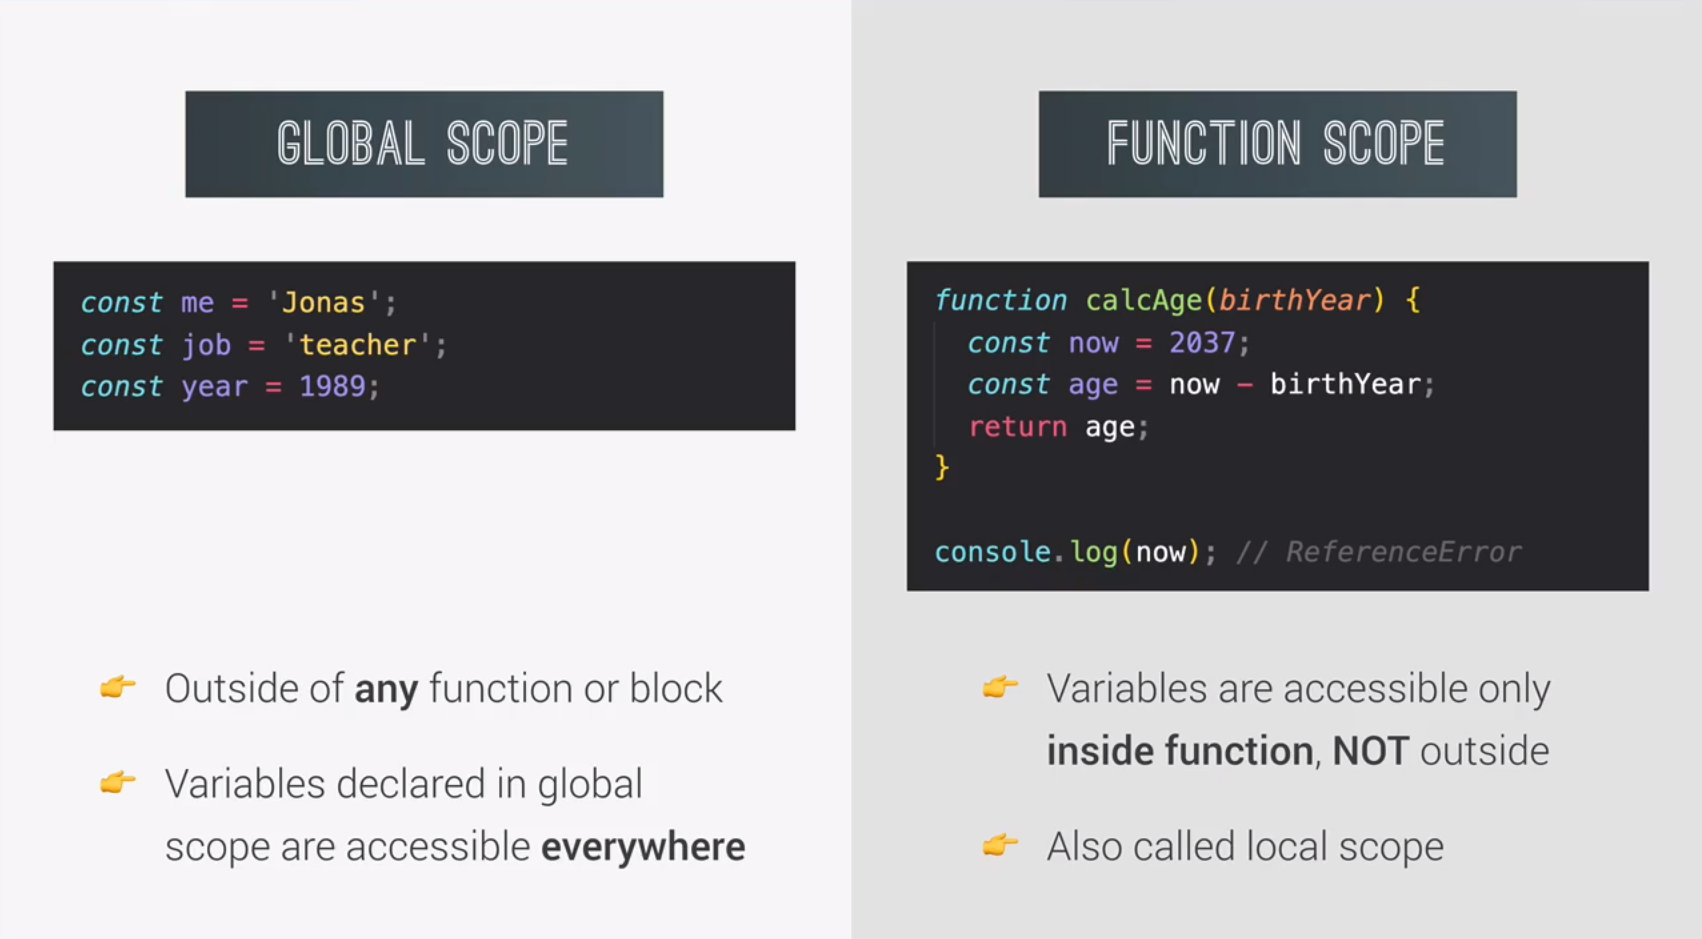 GLOBAL SCOPE
const me = 'Jonas';
const job = 'teacher';
const year = 1989;
👉 Outside of any function or block
👉 Variables declared in global
scope are accessible everywhere
FUNCTION SCOPE
function calcAge(birthYear) {
  const now = 2037;
  const age = now - birthYear;
  return age;
}
console.log(now); // ReferenceError
👉 Variables are accessible only
inside function, NOT outside
👉 Also called local scope